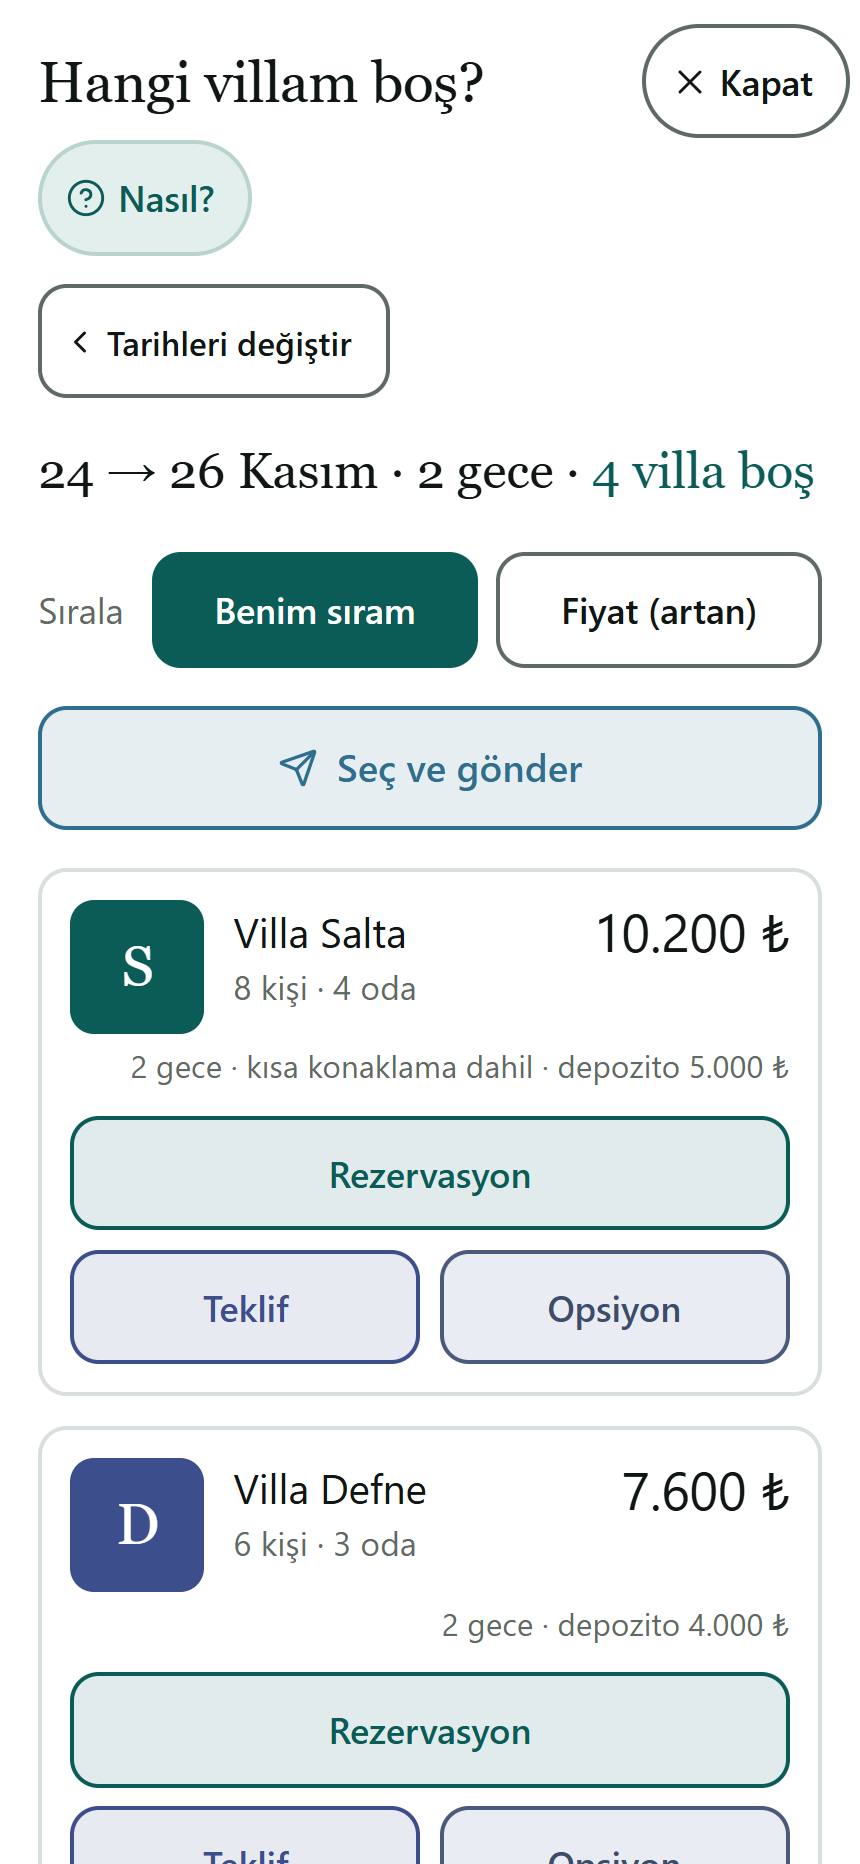 Hangi villam boş?
Kapat
Nasıl?
Tarihleri değiştir
24 → 26 Kasım · 2 gece · 4 villa boş
Sırala
Benim sıram
Fiyat (artan)
Seç ve gönder
S
Villa Salta
10.200 ₺
8 kişi · 4 oda
2 gece · kısa konaklama dahil · depozito 5.000 ₺
Rezervasyon
Teklif
Opsiyon
D
Villa Defne
7.600 ₺
6 kişi · 3 oda
2 gece · depozito 4.000 ₺
Rezervasyon
Teklif
Opsiyon